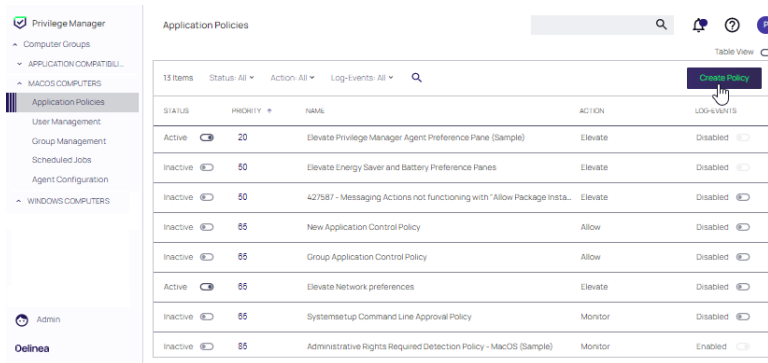 Privilege Manager
Computer Groups
APPLICATION COMPATIBILI...
MACOS COMPUTERS
Application Policies
User Management
Group Management
Scheduled Jobs
Agent Configuration
WINDOWS COMPUTERS
Admin
Delinea
Application Policies
P
Table View
13 Items Status: All Action: All Log-Events: All
Create Policy
STATUS PRIORITY NAME ACTION LOG-EVENTS
Active 20 Elevate Privilege Manager Agent Preference Pane (Sample) Elevate Disabled
Inactive 50 Elevate Energy Saver and Battery Preference Panes Elevate Disabled
Inactive 50 427587 - Messaging Actions not functioning with "Allow Package Insta... Elevate Disabled
Inactive 65 New Application Control Policy Allow Disabled
Inactive 65 Group Application Control Policy Allow Disabled
Active 65 Elevate Network preferences Elevate Disabled
Inactive 65 Systemsetup Command Line Approval Policy Monitor Disabled
Inactive 85 Administrative Rights Required Detection Policy - MacOS (Sample) Monitor Enabled